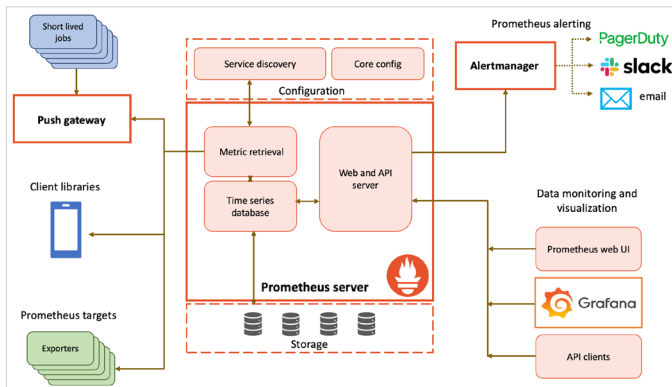 Short lived
jobs
Push gateway
Client libraries
Prometheus targets
Exporters
Service discovery
Core config
Configuration
Metric retrieval
Time series
database
Web and API
server
Prometheus server
Storage
Prometheus alerting
Alertmanager
PagerDuty
slack
email
Data monitoring and
visualization
Prometheus web UI
Grafana
API clients